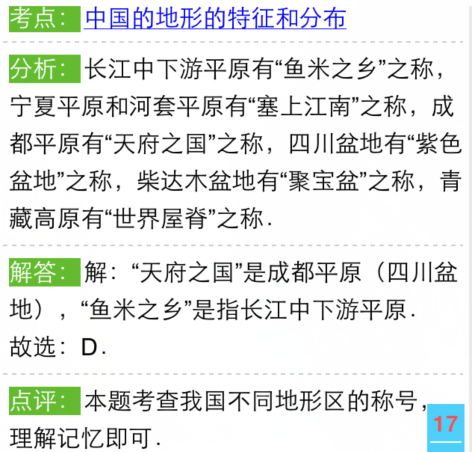 考点： 中国的地形的特征和分布
分析： 长江中下游平原有“鱼米之乡”之称，
宁夏平原和河套平原有“塞上江南”之称，成
都平原有“天府之国”之称，四川盆地有“紫色
盆地”之称，柴达木盆地有“聚宝盆”之称，青
藏高原有“世界屋脊”之称．
解答： 解：“天府之国”是成都平原（四川盆
地），“鱼米之乡”是指长江中下游平原．
故选：D．
点评： 本题考查我国不同地形区的称号，
理解记忆即可．
17